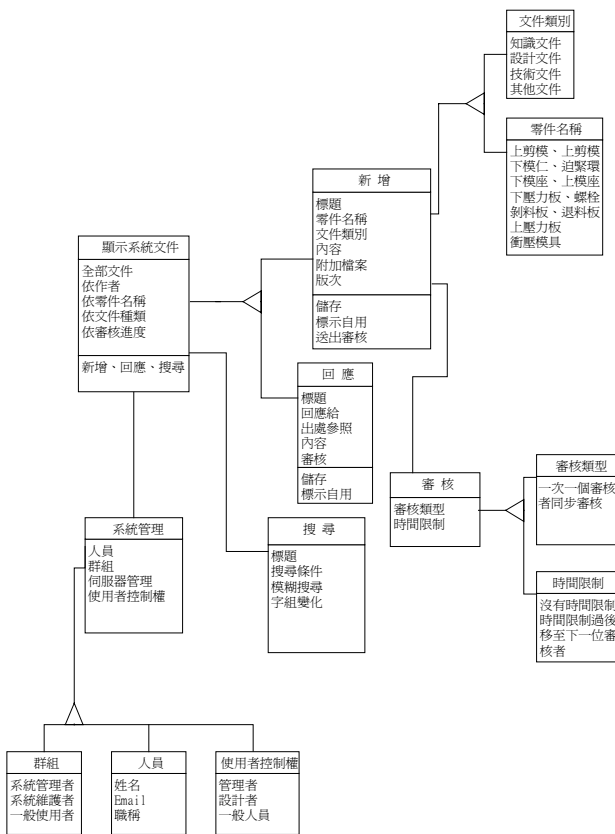 文件類別
知識文件
設計文件
技術文件
其他文件
零件名稱
上剪模、上剪模
下模仁、迫緊環
下模座、上模座
下壓力板、螺栓
剝料板、退料板
上壓力板
衝壓模具
新 增
標題
零件名稱
文件類別
內容
附加檔案
版次
儲存
標示自用
送出審核
顯示系統文件
全部文件
依作者
依零件名稱
依文件種類
依審核進度
新增、回應、搜尋
回 應
標題
回應給
出處參照
內容
審核
儲存
標示自用
審 核
審核類型
時間限制
審核類型
一次一個審核
者同步審核
時間限制
沒有時間限制
時間限制過後
移至下一位審
核者
系統管理
人員
群組
伺服器管理
使用者控制權
搜 尋
標題
搜尋條件
模糊搜尋
字組變化
群組
系統管理者
系統維護者
一般使用者
人員
姓名
Email
職稱
使用者控制權
管理者
設計者
一般人員